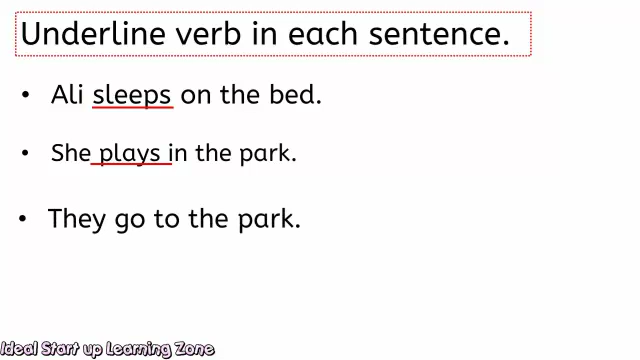 Underline verb in each sentence.
• Ali sleeps on the bed.
• She plays in the park.
• They go to the park.
Ideal Start up Learning Zone